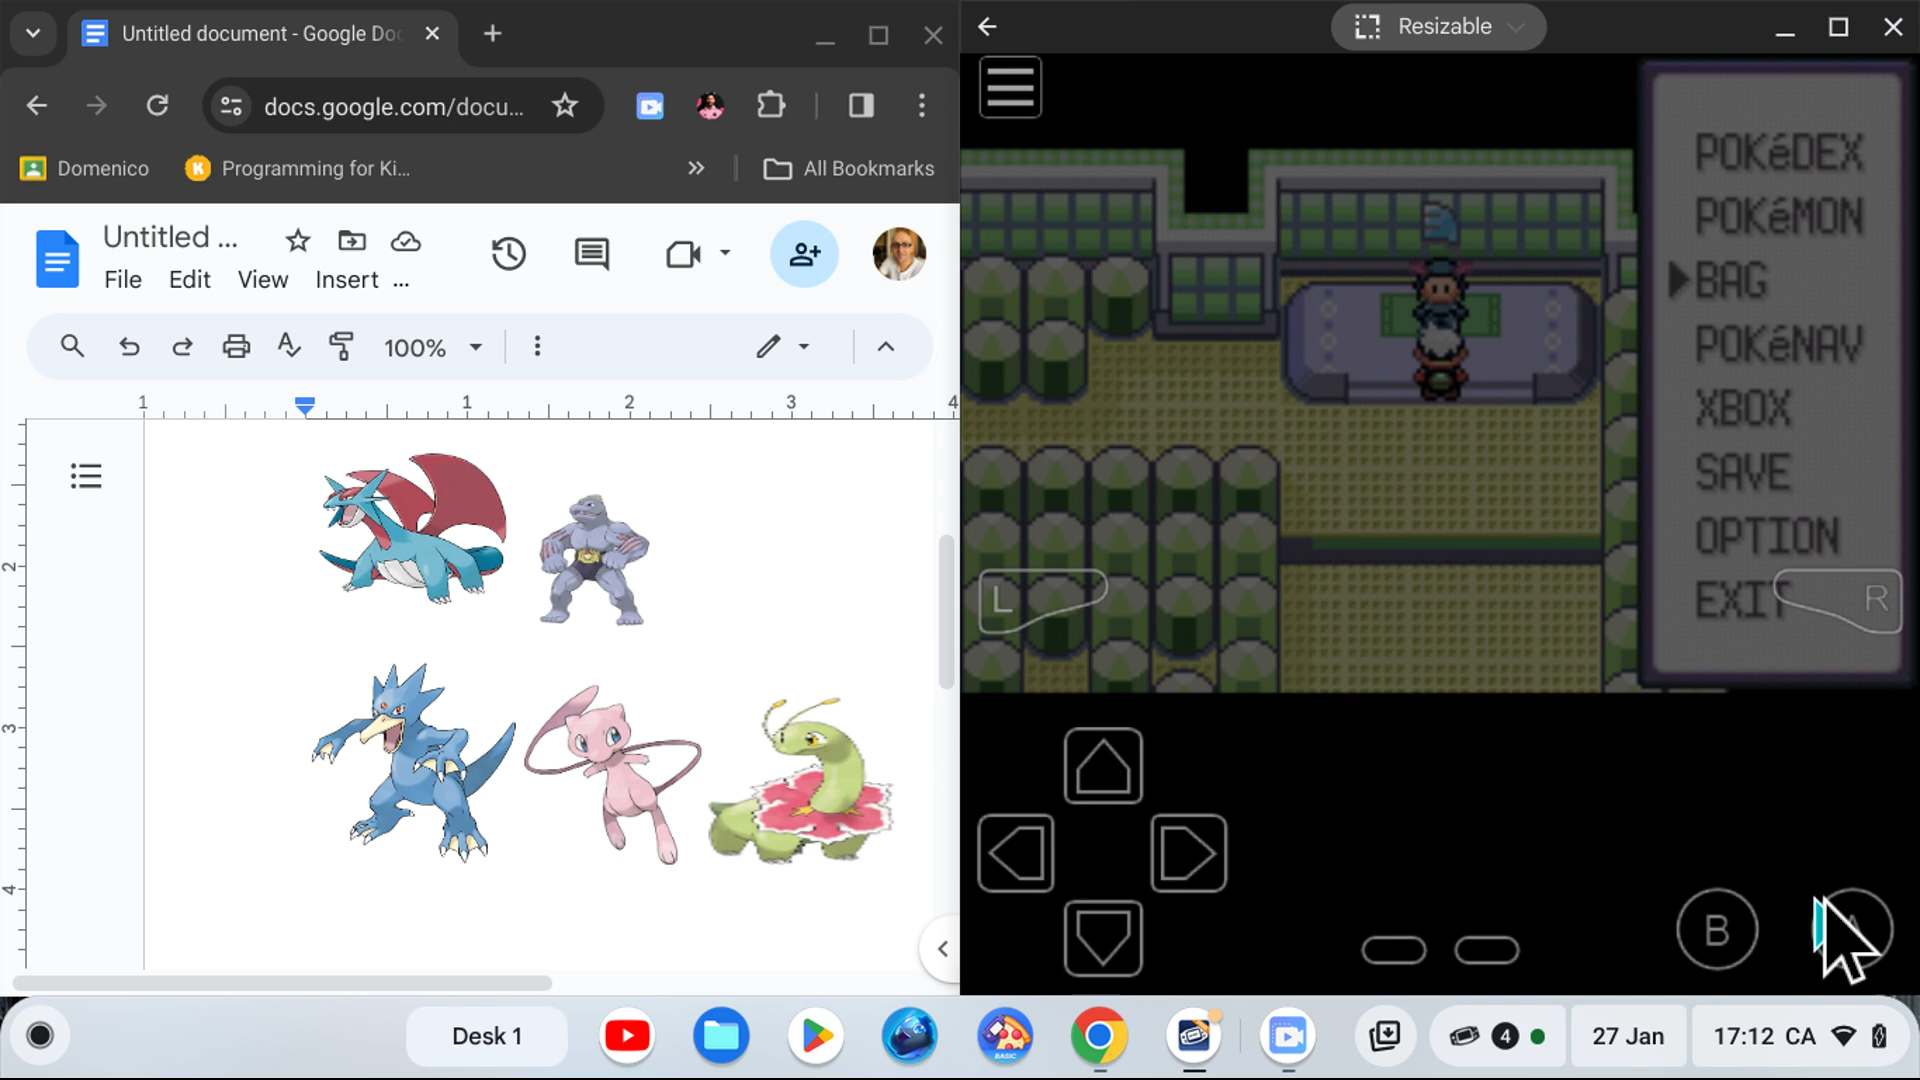 Untitled document - Google Doc
docs.google.com/docu...
Domenico
Programming for Ki...
All Bookmarks
Untitled ...
File Edit View Insert ...
100%
1 1 2 3 4
2
3
4
Resizable
POKéDEX
POKéMON
BAG
POKéNAV
XBOX
SAVE
OPTION
EXIT
L
R
B
A
Desk 1
BASIC
4
27 Jan
17:12 CA